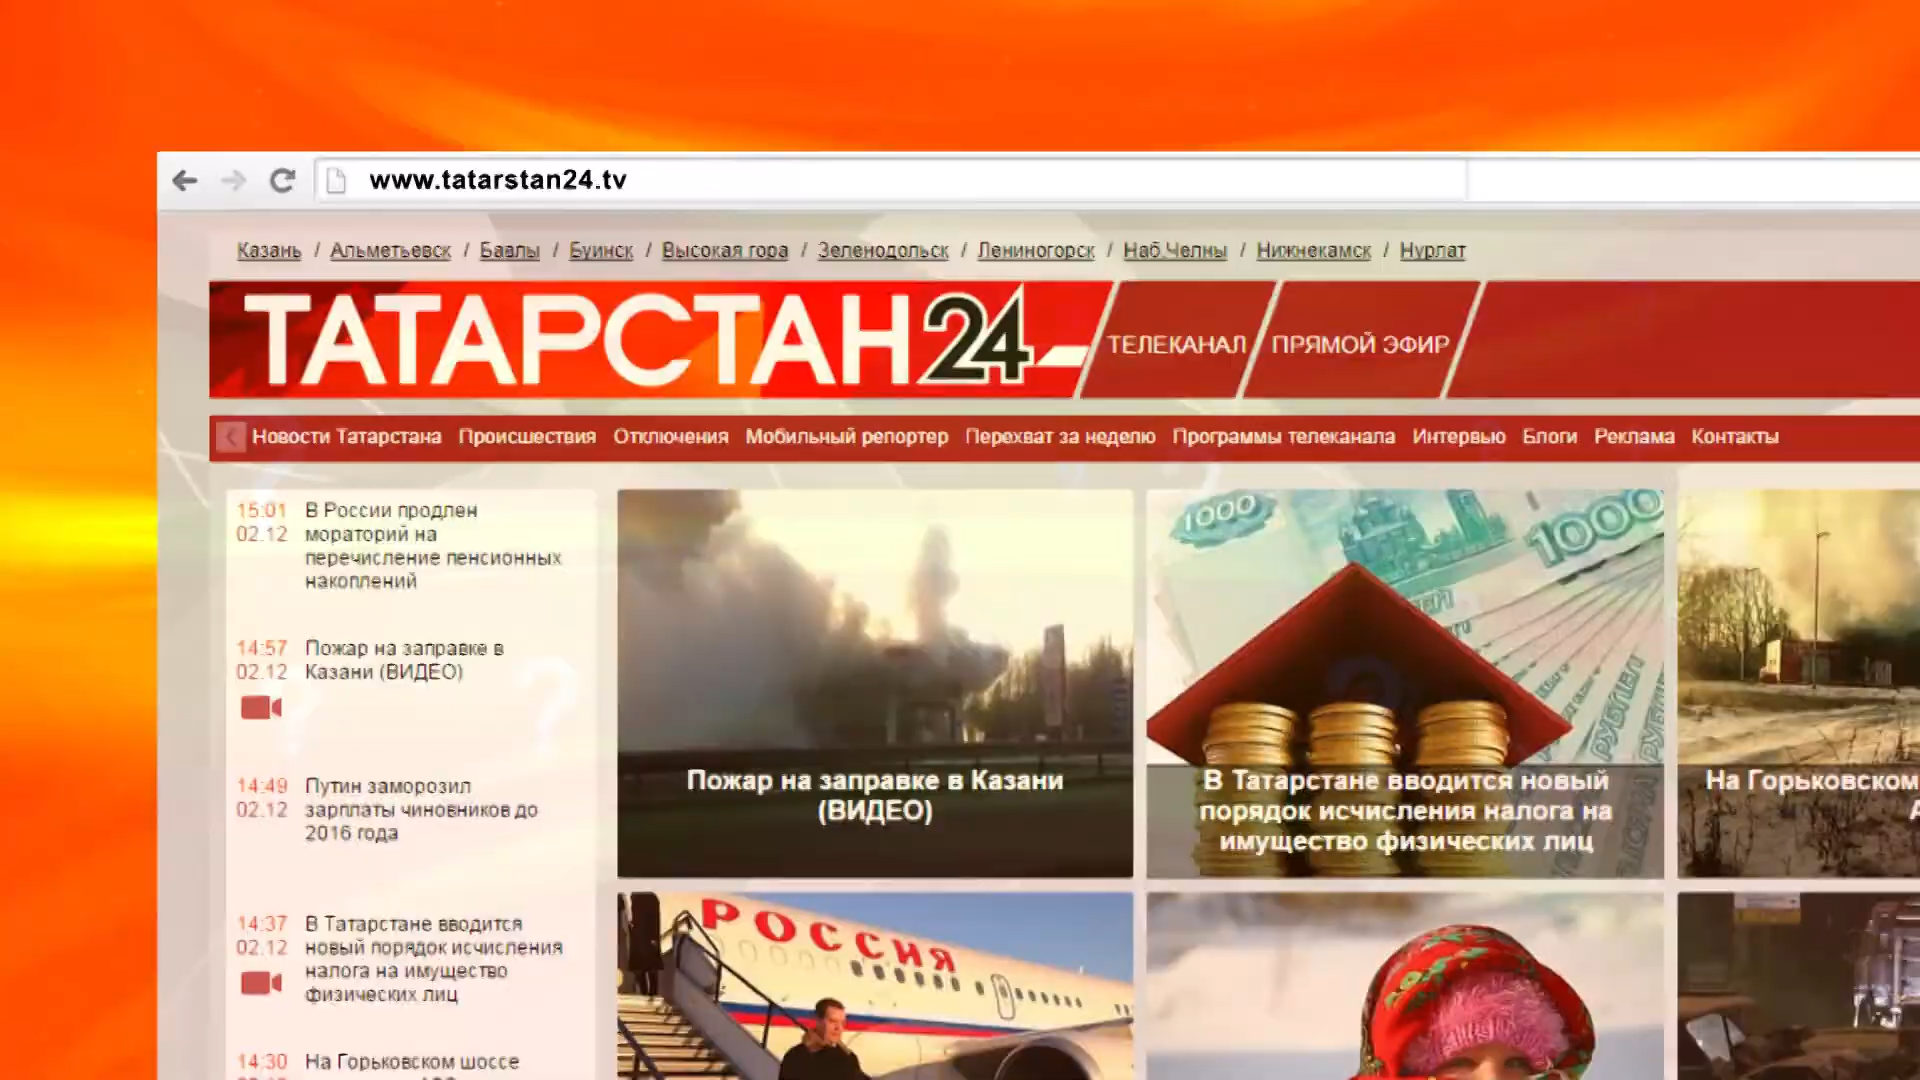 www.tatarstan24.tv
Казань / Альметьевск / Бавлы / Буинск / Высокая гора / Зеленодольск / Лениногорск / Наб.Челны / Нижнекамск / Нурлат
ТАТАРСТАН24
ТЕЛЕКАНАЛ
ПРЯМОЙ ЭФИР
Новости Татарстана Происшествия Отключения Мобильный репортер Перехват за неделю Программы телеканала Интервью Блоги Реклама Контакты
15:01 В России продлен
02.12 мораторий на
перечисление пенсионных
накоплений
14:57 Пожар на заправке в
02.12 Казани (ВИДЕО)
14:49 Путин заморозил
02.12 зарплаты чиновников до
2016 года
14:37 В Татарстане вводится
02.12 новый порядок исчисления
налога на имущество
физических лиц
14:30 На Горьковском шоссе
Пожар на заправке в Казани
(ВИДЕО)
1000
1000
РУБЛЕЙ
В Татарстане вводится новый
порядок исчисления налога на
имущество физических лиц
На Горьковском
РОССИЯ